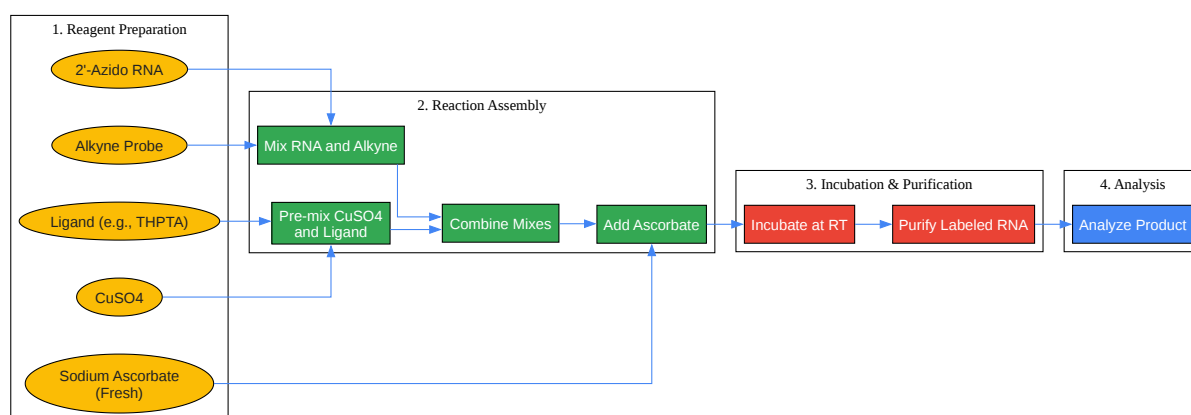 1. Reagent Preparation
2'-Azido RNA
Alkyne Probe
Ligand (e.g., THPTA)
CuSO4
Sodium Ascorbate
(Fresh)
2. Reaction Assembly
Mix RNA and Alkyne
Pre-mix CuSO4
and Ligand
Combine Mixes
Add Ascorbate
3. Incubation & Purification
Incubate at RT
Purify Labeled RNA
4. Analysis
Analyze Product